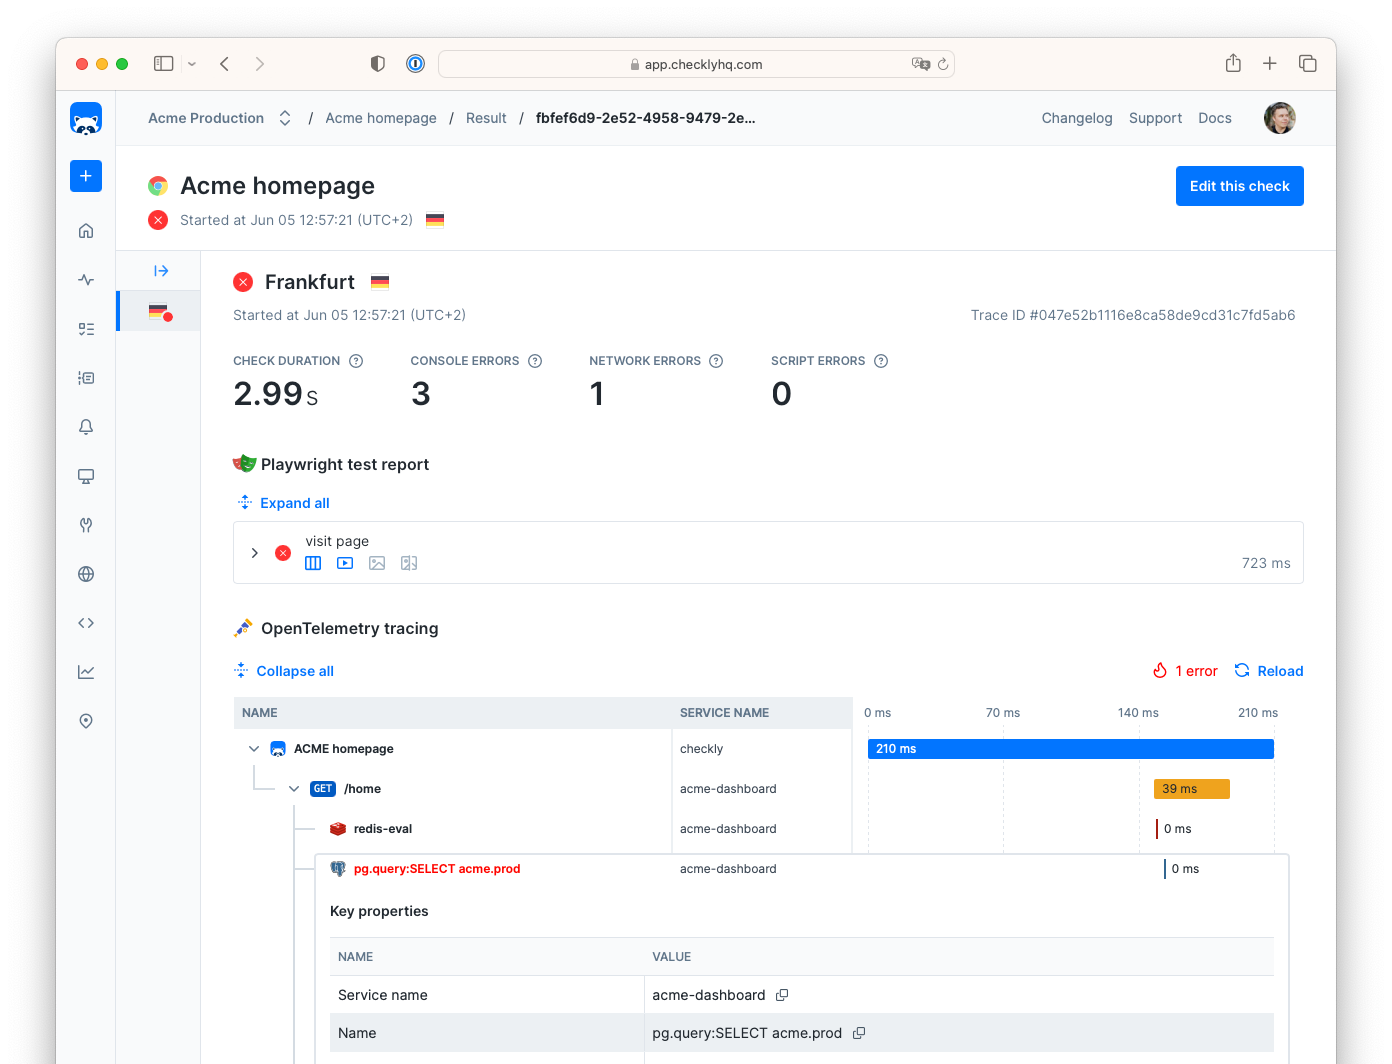 app.checklyhq.com
Acme Production / Acme homepage / Result / fbfef6d9-2e52-4958-9479-2e...
Changelog Support Docs
Acme homepage
Edit this check
Started at Jun 05 12:57:21 (UTC+2)
Frankfurt
Started at Jun 05 12:57:21 (UTC+2)
Trace ID #047e52b1116e8ca58de9cd31c7fd5ab6
CHECK DURATION CONSOLE ERRORS NETWORK ERRORS SCRIPT ERRORS
2.99 s 3 1 0
Playwright test report
Expand all
visit page
723 ms
OpenTelemetry tracing
Collapse all
1 error Reload
NAME SERVICE NAME 0 ms 70 ms 140 ms 210 ms
ACME homepage checkly 210 ms
GET /home acme-dashboard 39 ms
redis-eval acme-dashboard 0 ms
pg.query:SELECT acme.prod acme-dashboard 0 ms
Key properties
NAME VALUE
Service name acme-dashboard
Name pg.query:SELECT acme.prod